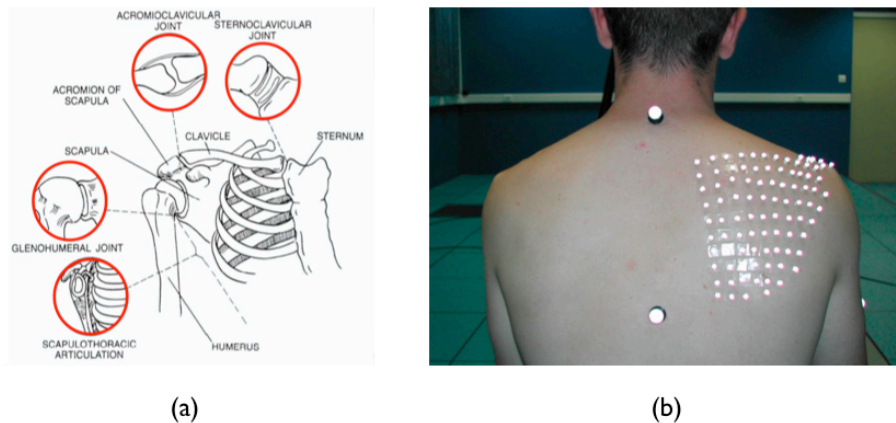 ACROMIOCLAVICULAR
JOINT
STERNOCLAVICULAR
JOINT
ACROMION OF
SCAPULA
CLAVICLE
STERNUM
SCAPULA
GLENOHUMERAL JOINT
SCAPULOTHORACIC
ARTICULATION
HUMERUS
(a)
(b)